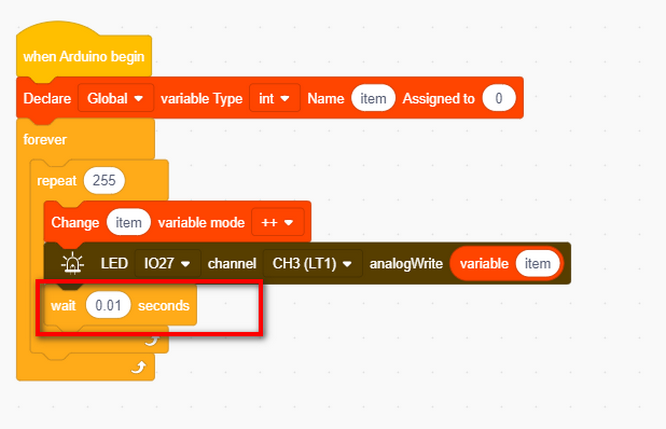 when Arduino begin
Declare Global variable Type int Name item Assigned to 0
forever
repeat 255
Change item variable mode ++
LED IO27 channel CH3 (LT1) analogWrite variable item
wait 0.01 seconds